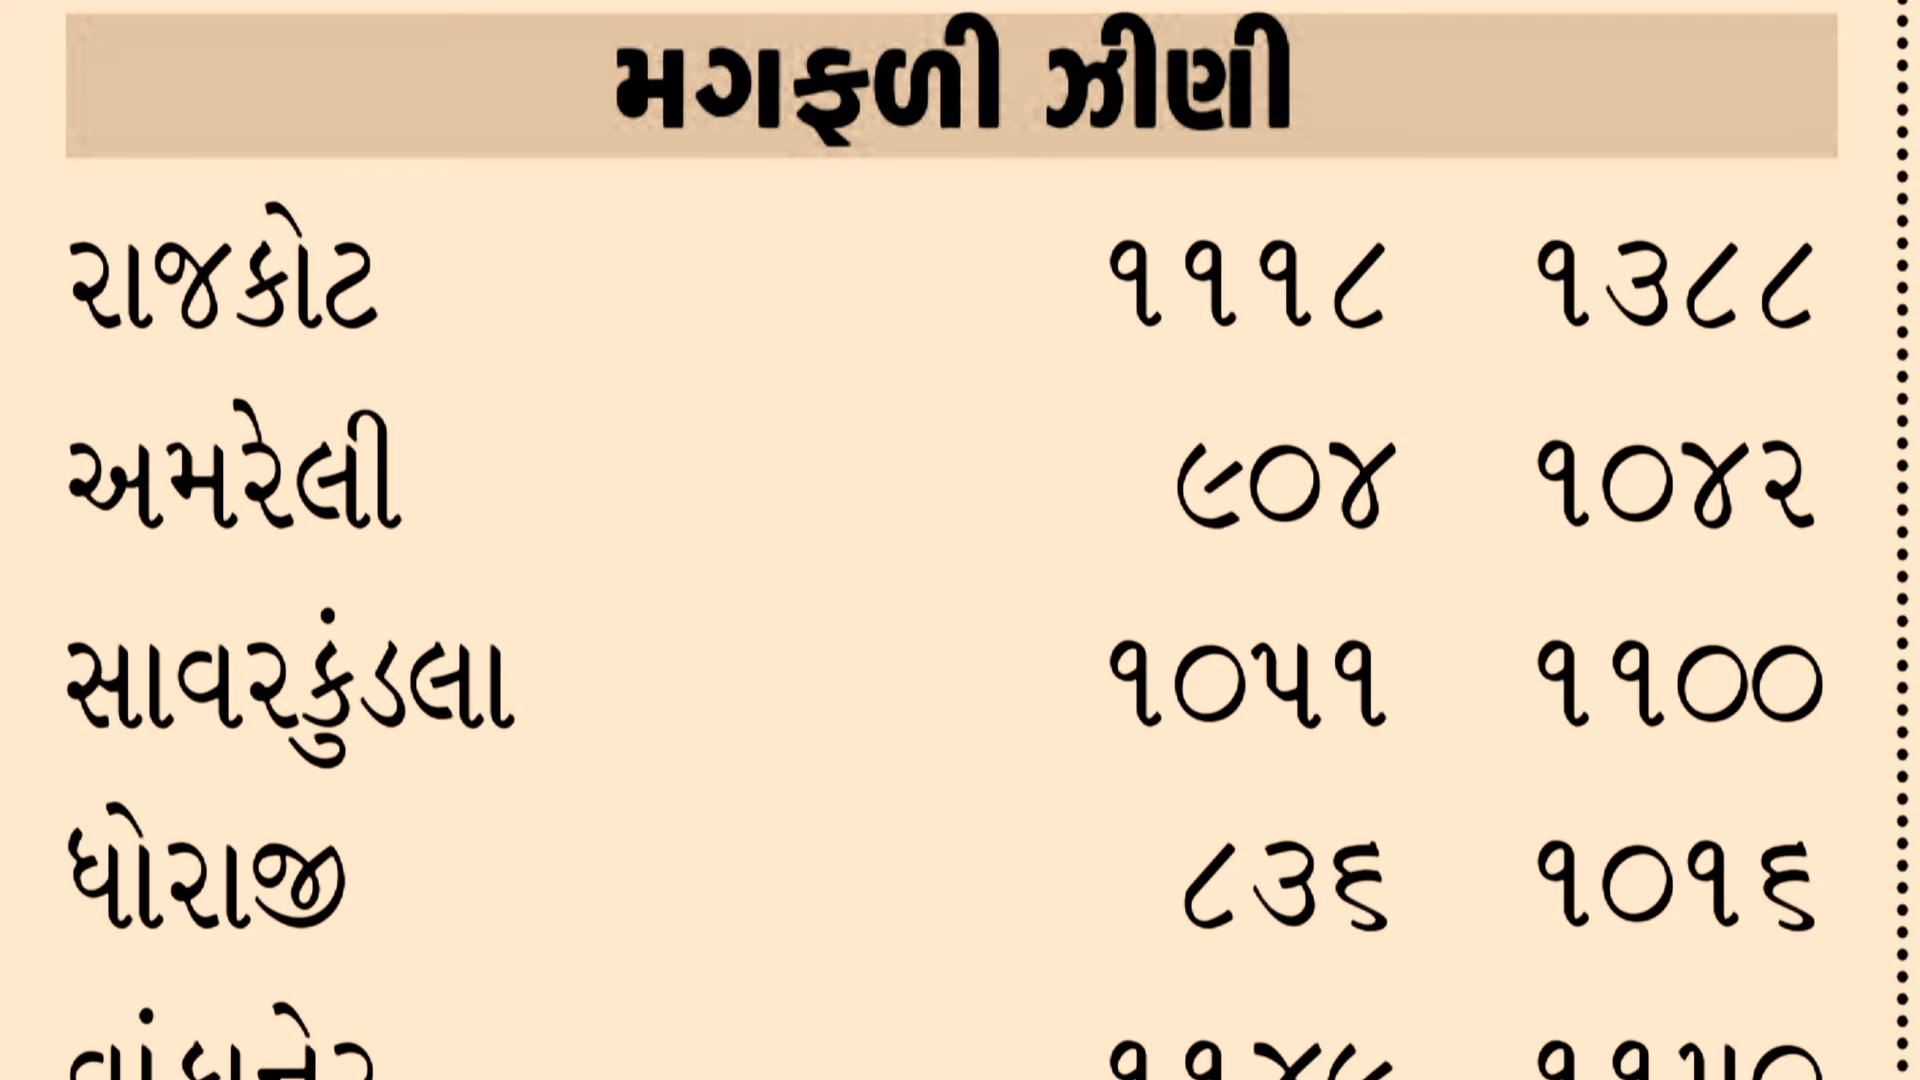 મગફળી ઝીણી
રાજકોટ ૧૧૧૮ ૧૩૮૮
અમરેલી ૯૦૪ ૧૦૪૨
સાવરકુંડલા ૧૦૫૧ ૧૧૦૦
ધોરાજી ૮૩૬ ૧૦૧૬